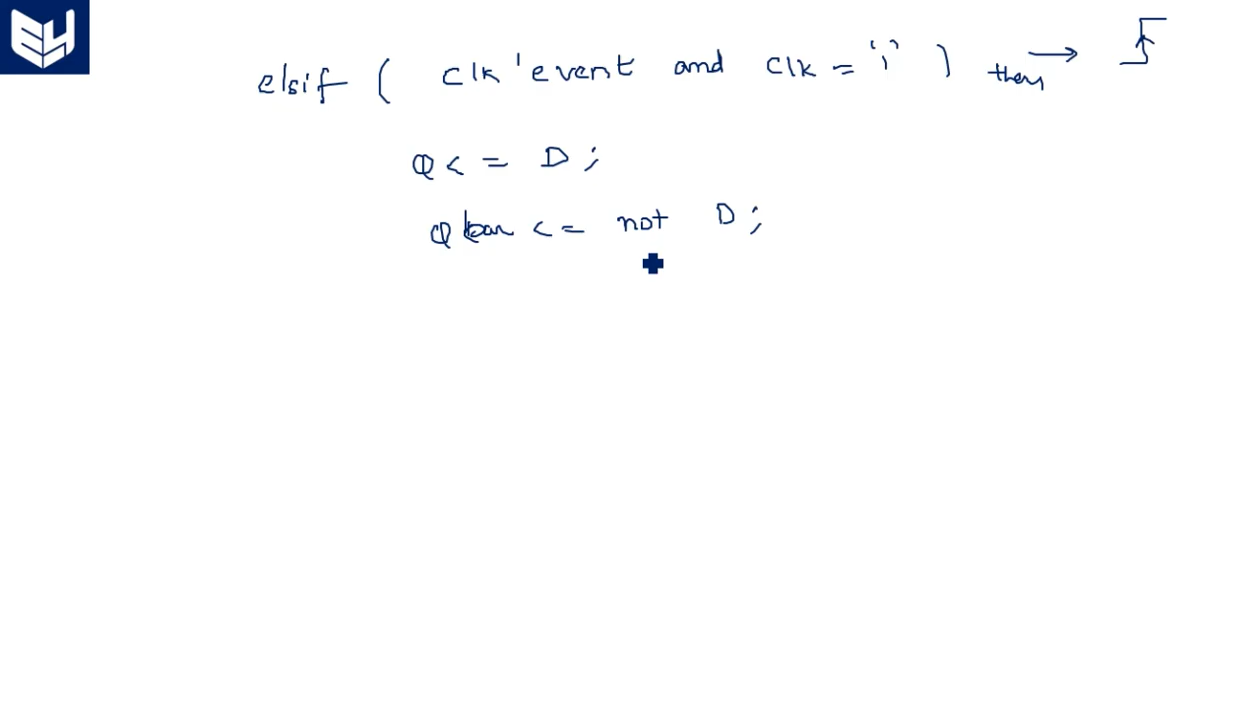 elsif ( clk 'event and clk = '1' ) then →
Q <= D ;
Qbar <= not D ;